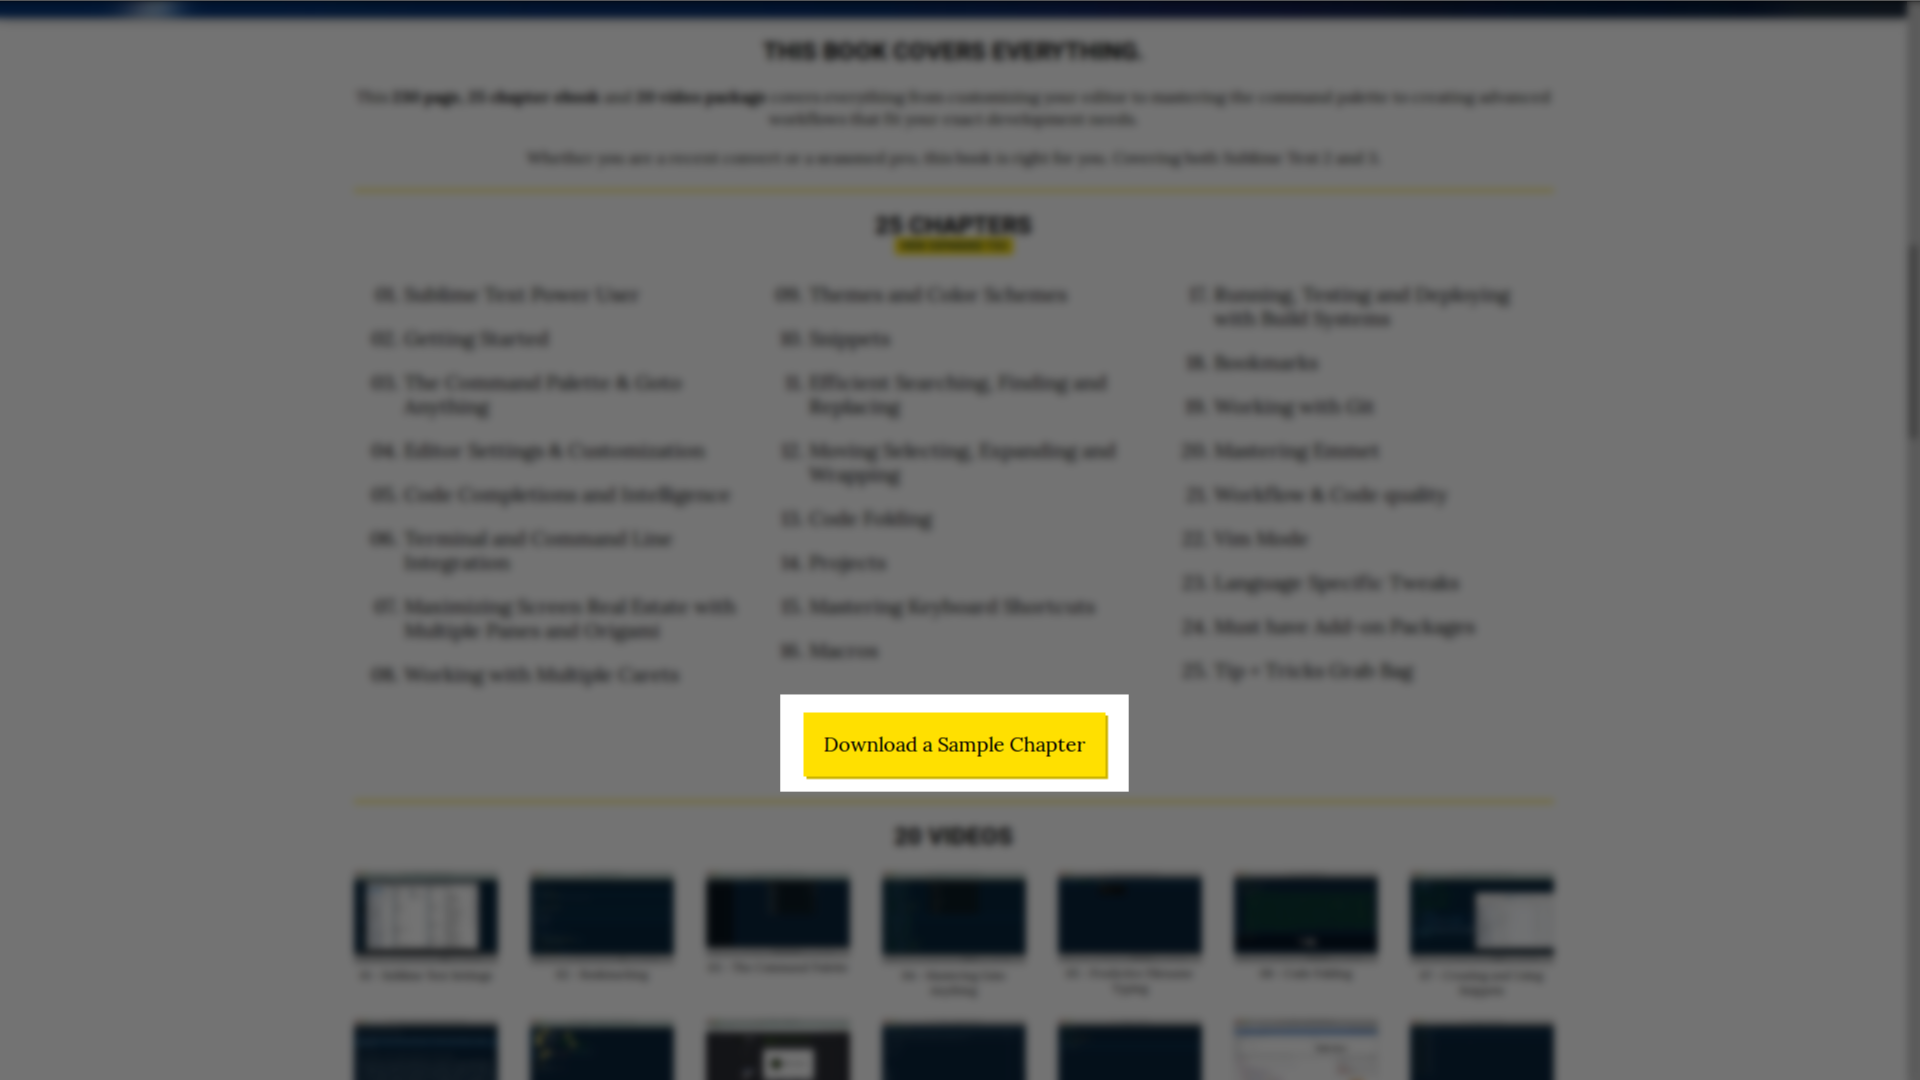 THIS BOOK COVERS EVERYTHING.
This 150 page, 25 chapter ebook and 20 video package covers everything from customizing your editor to mastering the command palette to creating advanced
workflows that fit your exact development needs.
Whether you are a recent convert or a seasoned pro, this book is right for you. Covering both Sublime Text 2 and 3.
25 CHAPTERS
01. Sublime Text Power User
02. Getting Started
03. The Command Palette & Goto
Anything
04. Editor Settings & Customization
05. Code Completions and Intelligence
06. Terminal and Command Line
Integration
07. Maximizing Screen Real Estate with
Multiple Panes and Origami
08. Working with Multiple Carets
09. Themes and Color Schemes
10. Snippets
11. Efficient Searching, Finding and
Replacing
12. Moving Selecting, Expanding and
Wrapping
13. Code Folding
14. Projects
15. Mastering Keyboard Shortcuts
16. Macros
17. Running, Testing and Deploying
with Build Systems
18. Bookmarks
19. Working with Git
20. Mastering Emmet
21. Workflow & Code quality
22. Vim Mode
23. Language Specific Tweaks
24. Must have Add-on Packages
25. Tip + Tricks Grab Bag
Download a Sample Chapter
20 VIDEOS